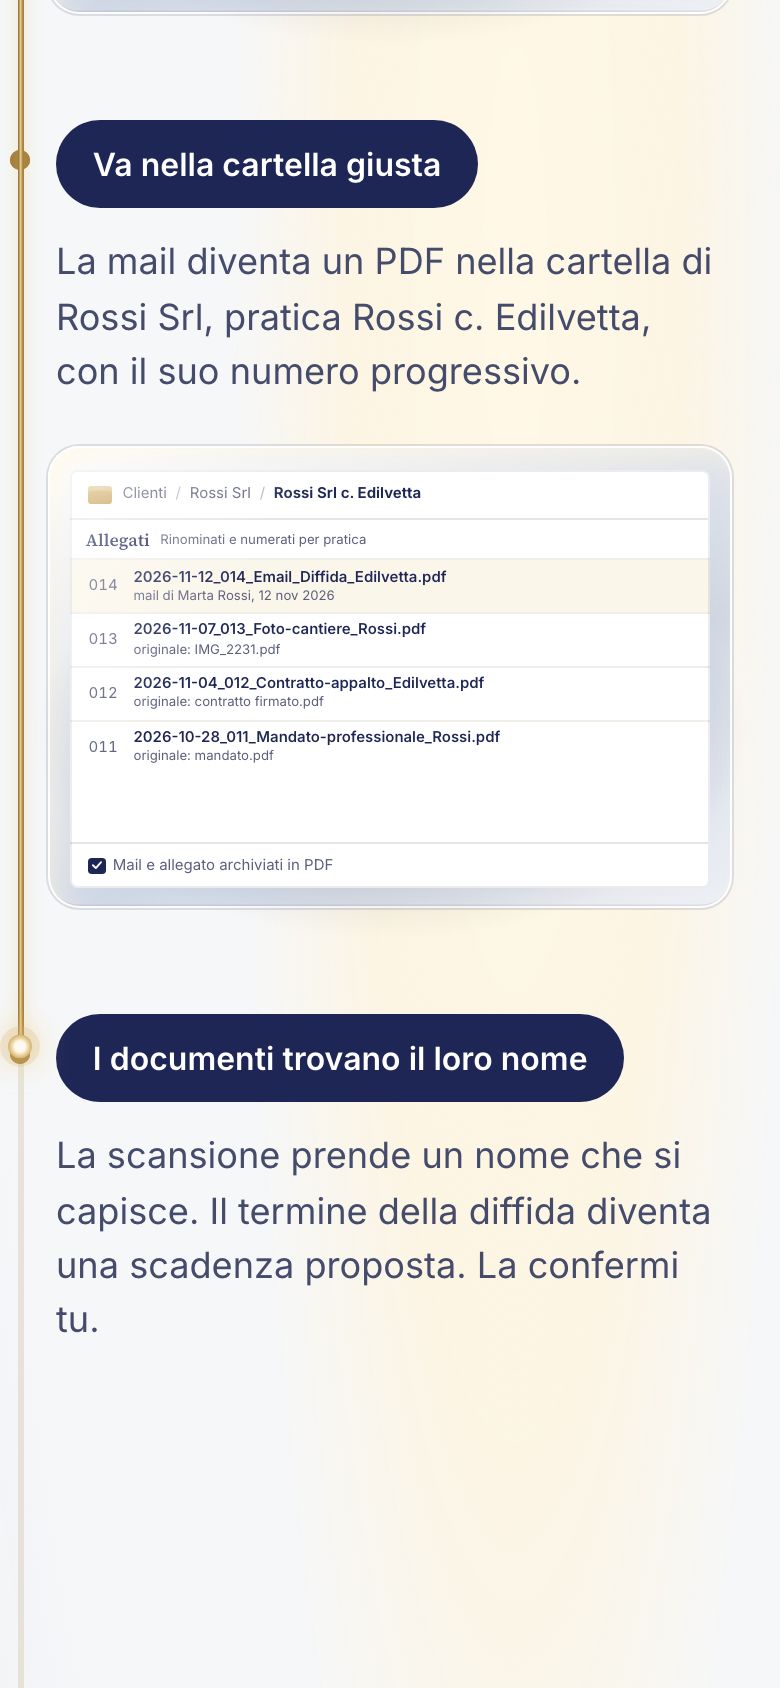 Va nella cartella giusta
La mail diventa un PDF nella cartella di
Rossi Srl, pratica Rossi c. Edilvetta,
con il suo numero progressivo.
Clienti / Rossi Srl / Rossi Srl c. Edilvetta
Allegati Rinominati e numerati per pratica
014 2026-11-12_014_Email_Diffida_Edilvetta.pdf
mail di Marta Rossi, 12 nov 2026
013 2026-11-07_013_Foto-cantiere_Rossi.pdf
originale: IMG_2231.pdf
012 2026-11-04_012_Contratto-appalto_Edilvetta.pdf
originale: contratto firmato.pdf
011 2026-10-28_011_Mandato-professionale_Rossi.pdf
originale: mandato.pdf
Mail e allegato archiviati in PDF
I documenti trovano il loro nome
La scansione prende un nome che si
capisce. Il termine della diffida diventa
una scadenza proposta. La confermi
tu.